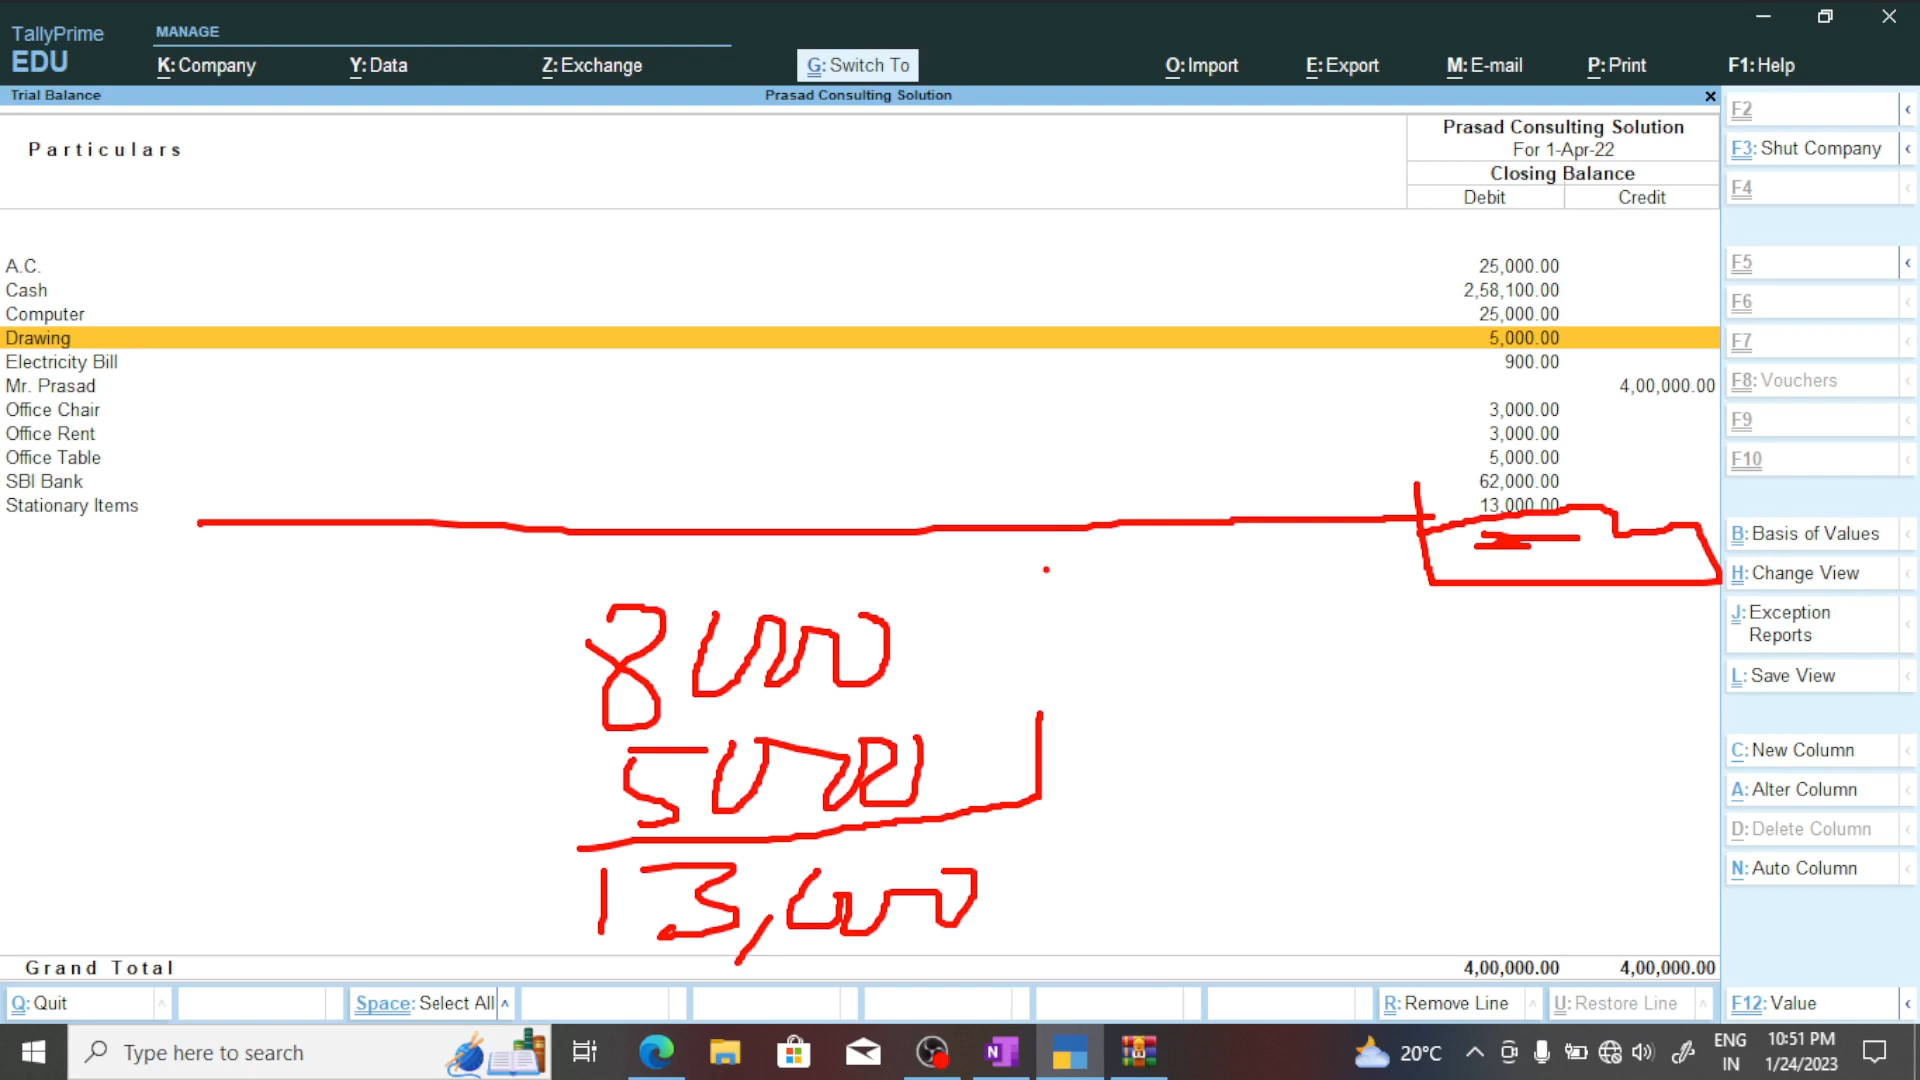 TallyPrime
EDU
MANAGE
K: Company
Y: Data
Z: Exchange
G: Switch To
O: Import
E: Export
M: E-mail
P: Print
F1: Help
Trial Balance
Prasad Consulting Solution
Particulars
Prasad Consulting Solution
For 1-Apr-22
Closing Balance
Debit Credit
A.C. 25,000.00
Cash 2,58,100.00
Computer 25,000.00
Drawing 5,000.00
Electricity Bill 900.00
Mr. Prasad 4,00,000.00
Office Chair 3,000.00
Office Rent 3,000.00
Office Table 5,000.00
SBI Bank 62,000.00
Stationary Items 13,000.00
8000
5000
13,000
Grand Total 4,00,000.00 4,00,000.00
F2
F3: Shut Company
F4
F5
F6
F7
F8: Vouchers
F9
F10
B: Basis of Values
H: Change View
J: Exception
Reports
L: Save View
C: New Column
A: Alter Column
D: Delete Column
N: Auto Column
Q: Quit
Space: Select All
R: Remove Line
U: Restore Line
F12: Value
Type here to search
20°C
ENG
IN
10:51 PM
1/24/2023